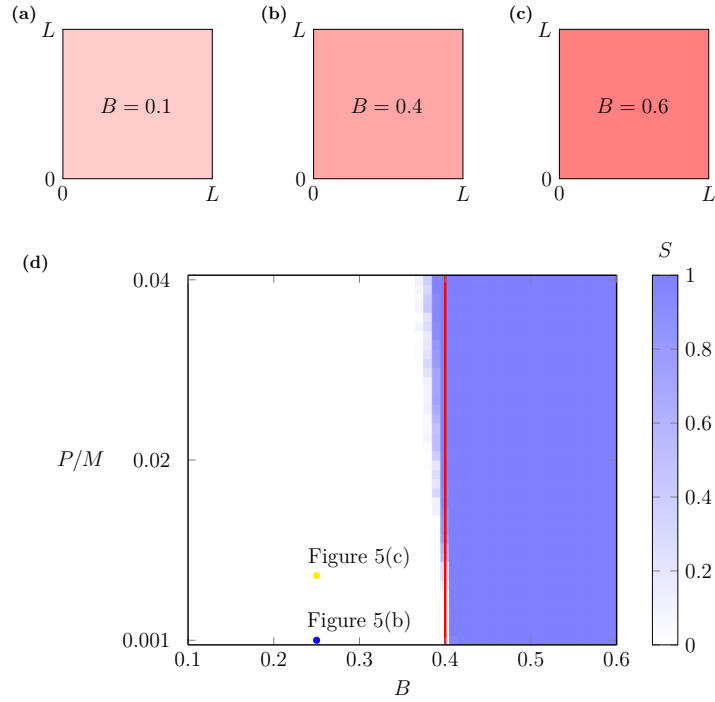 (a)
L
B = 0.1
0
0
L
(b)
L
B = 0.4
0
0
L
(c)
L
B = 0.6
0
0
L
(d)
P/M
0.04
0.02
0.001
Figure 5(c)
Figure 5(b)
0.1 0.2 0.3 0.4 0.5 0.6
B
S
1
0.8
0.6
0.4
0.2
0